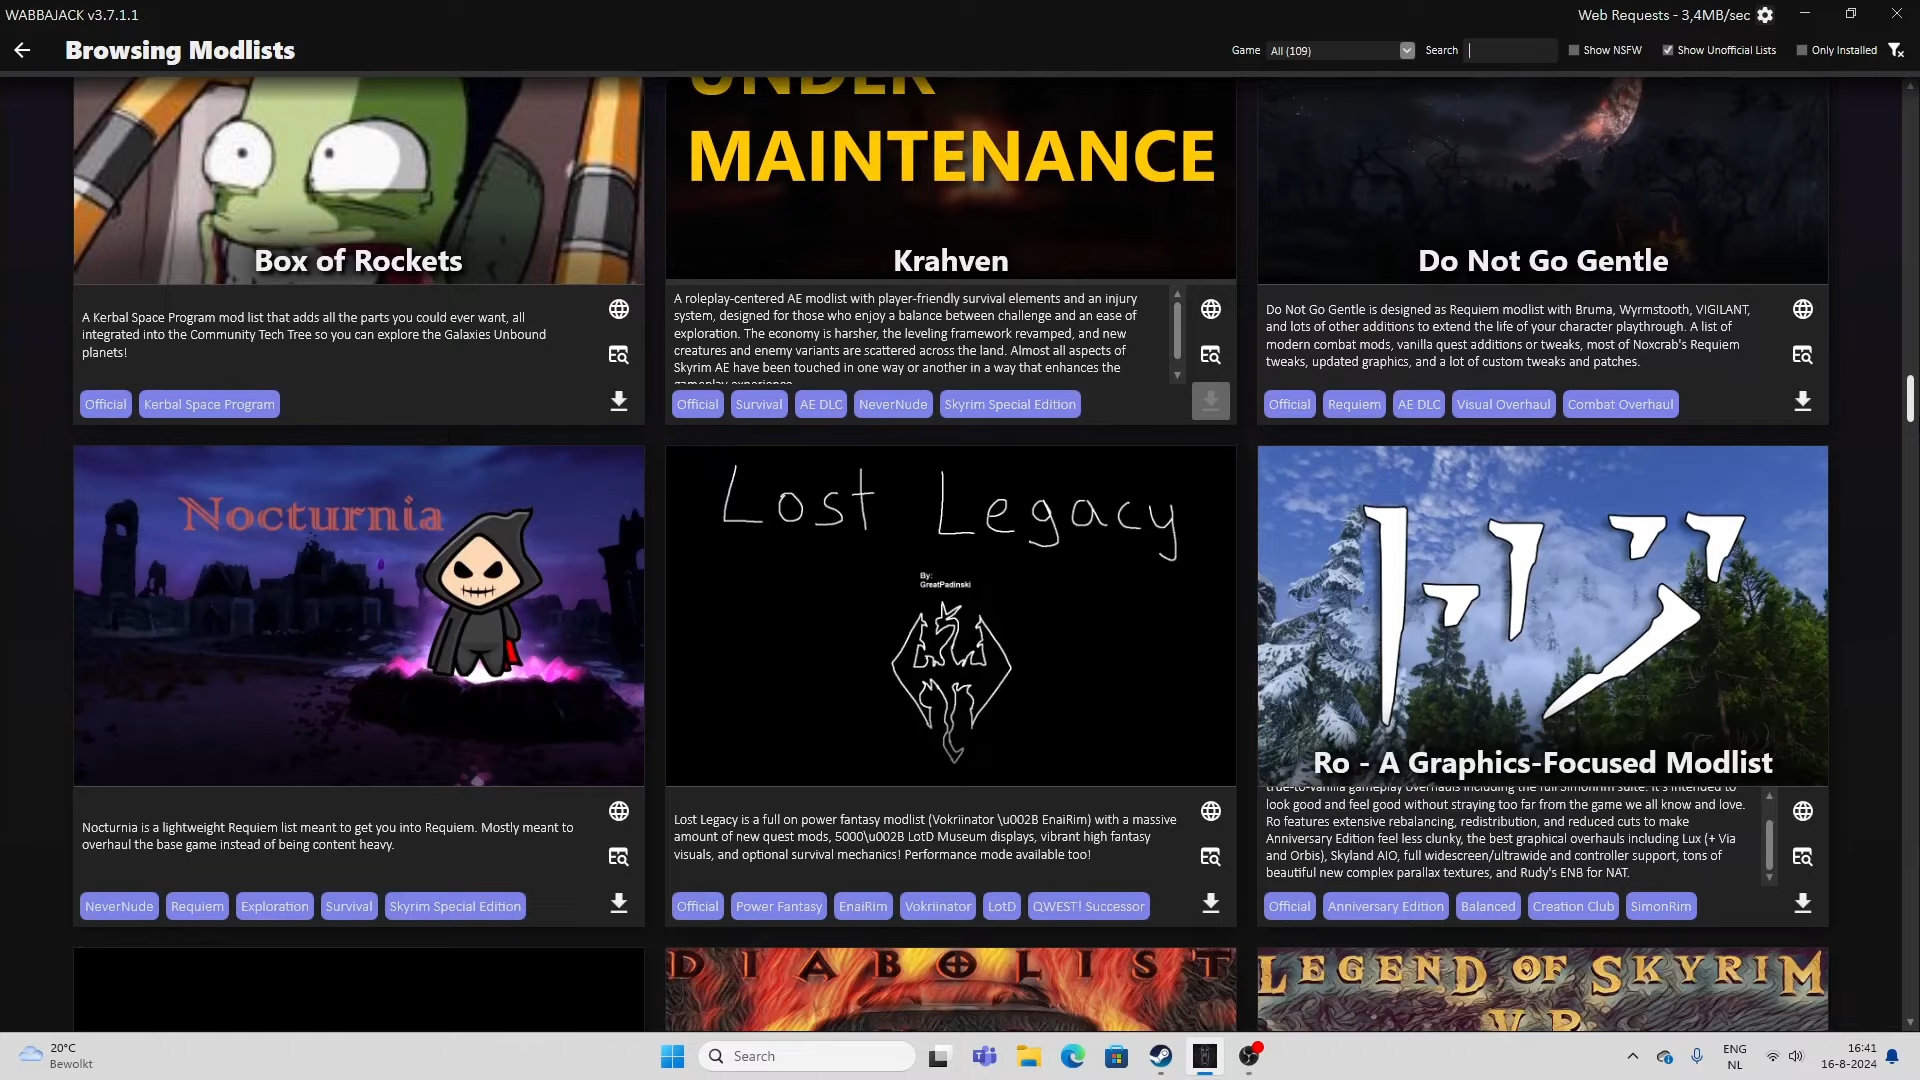 WABBAJACK v3.7.1.1
Web Requests - 3,4MB/sec
Browsing Modlists
Game
All (109)
Search
Show NSFW
Show Unofficial Lists
Only Installed
UNDER
MAINTENANCE
Box of Rockets
Krahven
Do Not Go Gentle
A Kerbal Space Program mod list that adds all the parts you could ever want, all
integrated into the Community Tech Tree so you can explore the Galaxies Unbound
planets!
Official
Kerbal Space Program
A roleplay-centered AE modlist with player-friendly survival elements and an injury
system, designed for those who enjoy a balance between challenge and an ease of
exploration. The economy is harsher, the leveling framework revamped, and new
creatures and enemy variants are scattered across the land. Almost all aspects of
Skyrim AE have been touched in one way or another in a way that enhances the
gameplay experience.
Official
Survival
AE DLC
NeverNude
Skyrim Special Edition
Do Not Go Gentle is designed as Requiem modlist with Bruma, Wyrmstooth, VIGILANT,
and lots of other additions to extend the life of your character playthrough. A list of
modern combat mods, vanilla quest additions or tweaks, most of Noxcrab's Requiem
tweaks, updated graphics, and a lot of custom tweaks and patches.
Official
Requiem
AE DLC
Visual Overhaul
Combat Overhaul
Nocturnia
Lost Legacy
By:
GreatPadinski
Ro - A Graphics-Focused Modlist
Nocturnia is a lightweight Requiem list meant to get you into Requiem. Mostly meant to
overhaul the base game instead of being content heavy.
NeverNude
Requiem
Exploration
Survival
Skyrim Special Edition
Lost Legacy is a full on power fantasy modlist (Vokriinator \u002B EnaiRim) with a massive
amount of new quest mods, 5000\u002B LotD Museum displays, vibrant high fantasy
visuals, and optional survival mechanics! Performance mode available too!
Official
Power Fantasy
EnaiRim
Vokriinator
LotD
QWEST! Successor
true-to-vanilla gameplay overhauls including the full Simonrim suite. It's intended to
look good and feel good without straying too far from the game we all know and love.
Ro features extensive rebalancing, redistribution, and reduced cuts to make
Anniversary Edition feel less clunky, the best graphical overhauls including Lux (+ Via
and Orbis), Skyland AIO, full widescreen/ultrawide and controller support, tons of
beautiful new complex parallax textures, and Rudy's ENB for NAT.
Official
Anniversary Edition
Balanced
Creation Club
SimonRim
DIABOLIST
LEGEND OF SKYRIM
VR
20°C
Bewolkt
Search
ENG
NL
16:41
16-8-2024